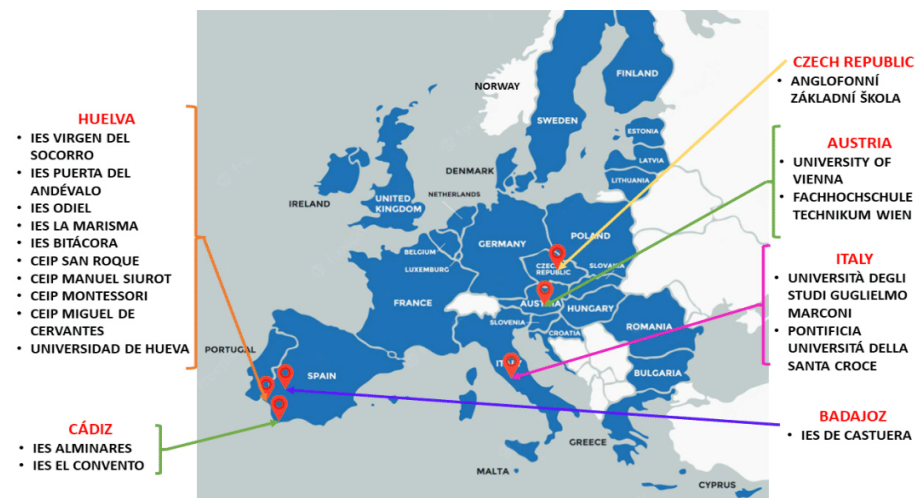 HUELVA
• IES VIRGEN DEL
SOCORRO
• IES PUERTA DEL
ANDÉVALO
• IES ODIEL
• IES LA MARISMA
• IES BITÁCORA
• CEIP SAN ROQUE
• CEIP MANUEL SIUROT
• CEIP MONTESSORI
• CEIP MIGUEL DE
CERVANTES
• UNIVERSIDAD DE HUEVA
CÁDIZ
• IES ALMINARES
• IES EL CONVENTO
NORWAY
FINLAND
SWEDEN
ESTONIA
LATVIA
LITHUANIA
DENMARK
IRELAND
UNITED
KINGDOM
NETHERLANDS
BELGIUM
LUXEMBURG
GERMANY
POLAND
CZECH
REPUBLIC
SLOVAKIA
FRANCE
AUSTRIA
HUNGARY
SLOVENIA
CROATIA
ROMANIA
BULGARIA
ITALY
PORTUGAL
SPAIN
GREECE
MALTA
CYPRUS
CZECH REPUBLIC
• ANGLOFONNÍ
ZÁKLADNÍ ŠKOLA
AUSTRIA
• UNIVERSITY OF
VIENNA
• FACHHOCHSCHULE
TECHNIKUM WIEN
ITALY
• UNIVERSITÀ DEGLI
STUDI GUGLIELMO
MARCONI
• PONTIFICIA
UNIVERSITÁ DELLA
SANTA CROCE
BADAJOZ
• IES DE CASTUERA